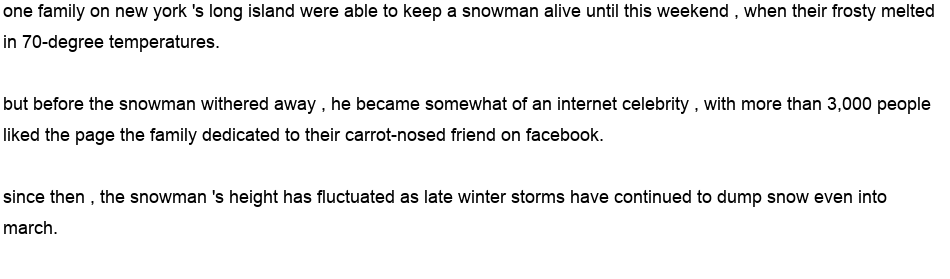 one family on new york 's long island were able to keep a snowman alive until this weekend , when their frosty melted
in 70-degree temperatures.
but before the snowman withered away , he became somewhat of an internet celebrity , with more than 3,000 people
liked the page the family dedicated to their carrot-nosed friend on facebook.
since then , the snowman 's height has fluctuated as late winter storms have continued to dump snow even into
march.